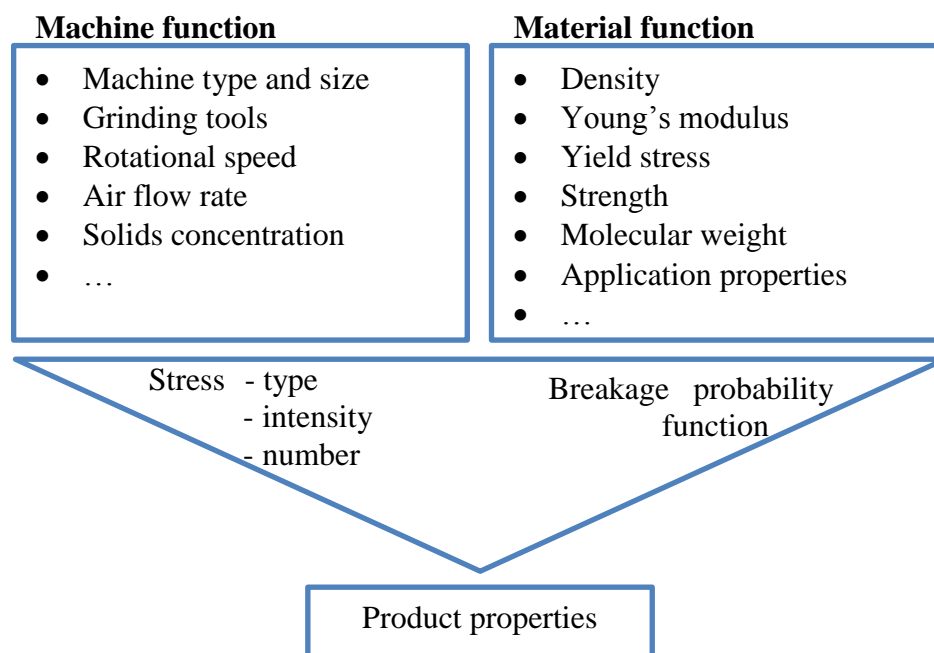 Machine function
• Machine type and size
• Grinding tools
• Rotational speed
• Air flow rate
• Solids concentration
• …
Material function
• Density
• Young’s modulus
• Yield stress
• Strength
• Molecular weight
• Application properties
• …
Stress - type
- intensity
- number
Breakage probability
function
Product properties